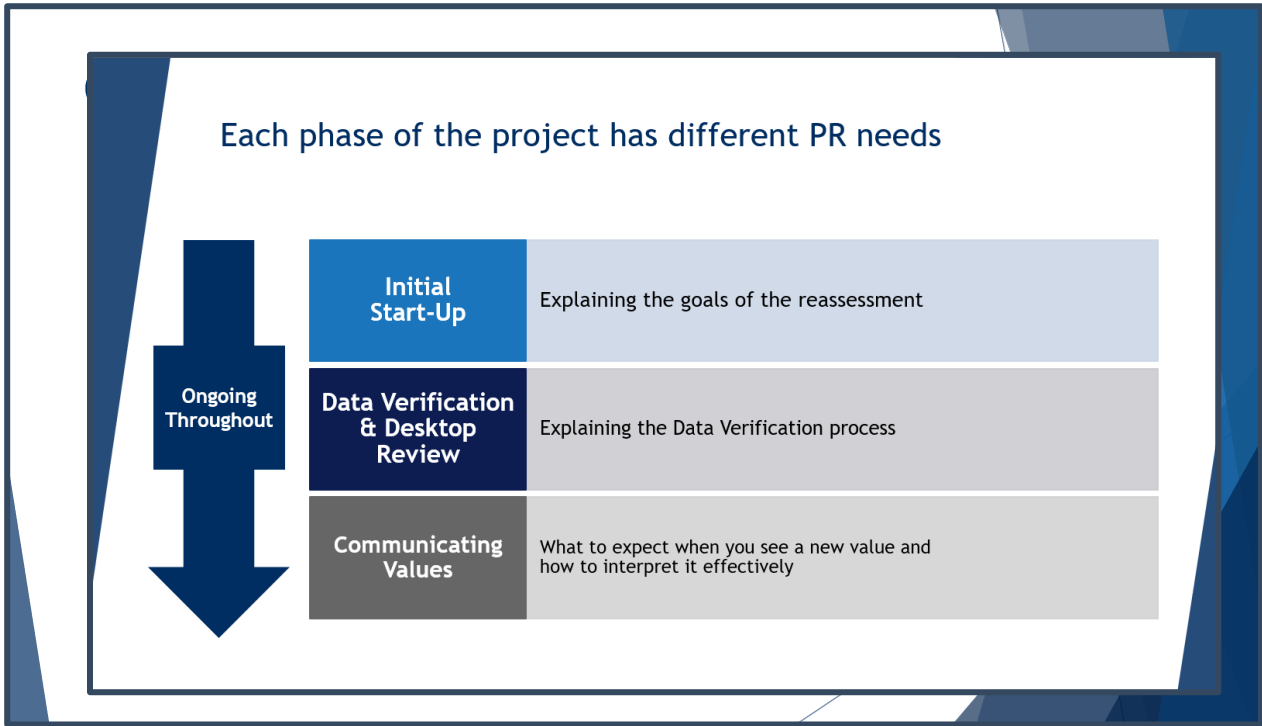 Each phase of the project has different PR needs
Ongoing
Throughout
Initial
Start-Up
Explaining the goals of the reassessment
Data Verification
& Desktop
Review
Explaining the Data Verification process
Communicating
Values
What to expect when you see a new value and
how to interpret it effectively